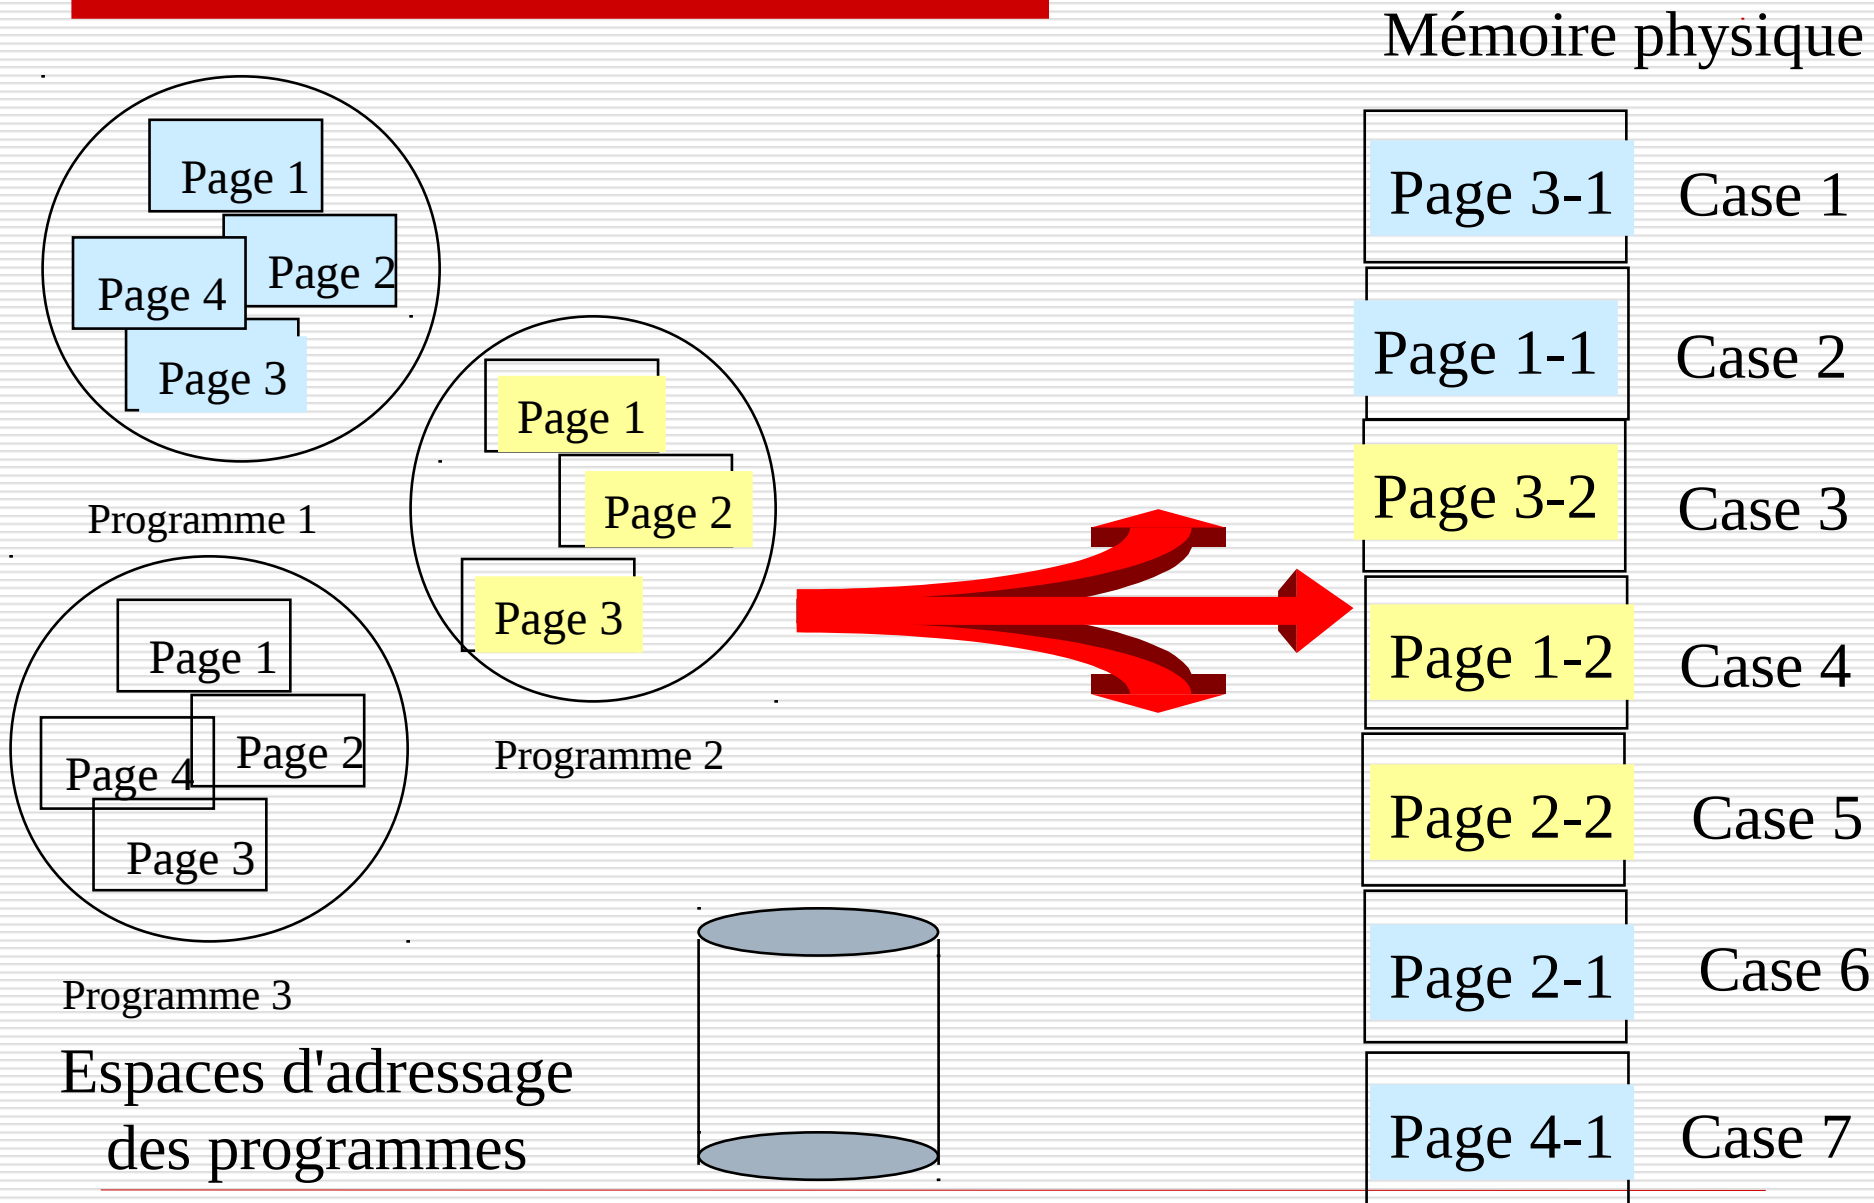 Mémoire physique
Page 1
Page 2
Page 4
Page 3
Programme 1
Page 1
Page 2
Page 3
Programme 2
Page 1
Page 2
Page 4
Page 3
Programme 3
Espaces d'adressage
des programmes
Page 3-1 Case 1
Page 1-1 Case 2
Page 3-2 Case 3
Page 1-2 Case 4
Page 2-2 Case 5
Page 2-1 Case 6
Page 4-1 Case 7